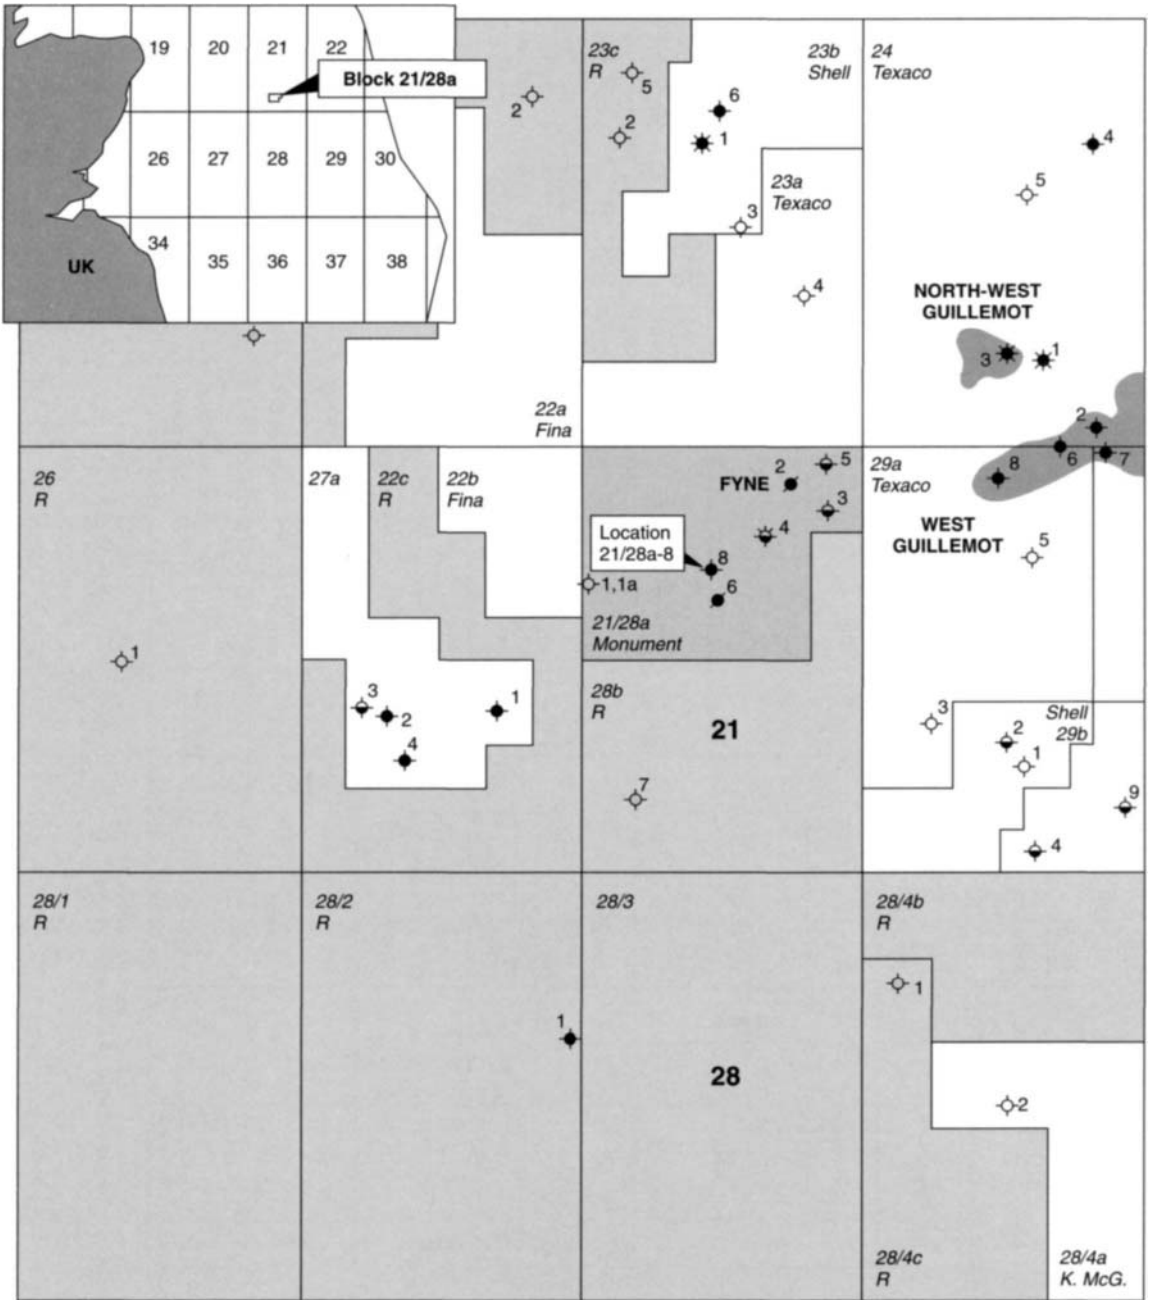 19
20
21
22
Block 21/28a
26
27
28
29
30
34
35
36
37
38
UK
2
23c
R
5
2
23b
Shell
6
1
3
23a
Texaco
4
24
Texaco
4
5
NORTH-WEST
GUILLEMOT
3
1
2
6
7
8
22a
Fina
26
R
1
27a
22c
R
22b
Fina
3
2
1
4
FYNE
2
5
3
4
Location
21/28a-8
8
6
1,1a
21/28a
Monument
28b
R
21
7
29a
Texaco
WEST
GUILLEMOT
5
3
Shell
29b
2
1
9
4
28/1
R
28/2
R
1
28/3
28
28/4b
R
1
2
28/4c
R
28/4a
K. McG.